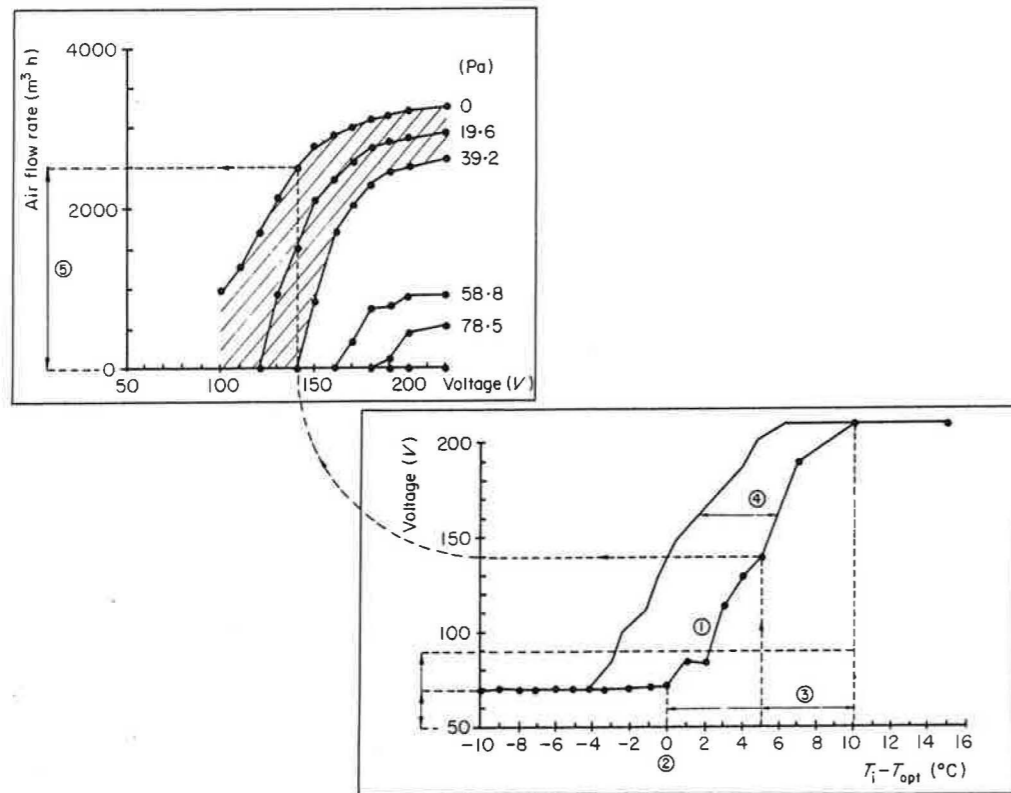 Air flow rate (m³ h)
4000
2000
0
(Pa)
0
19·6
39·2
58·8
78·5
⑤
50 100 150 200 Voltage (V)
Voltage (V)
200
150
100
50
④
①
③
-10 -8 -6 -4 -2 0 2 4 6 8 10 12 14 16
②
Ti-Topt (°C)